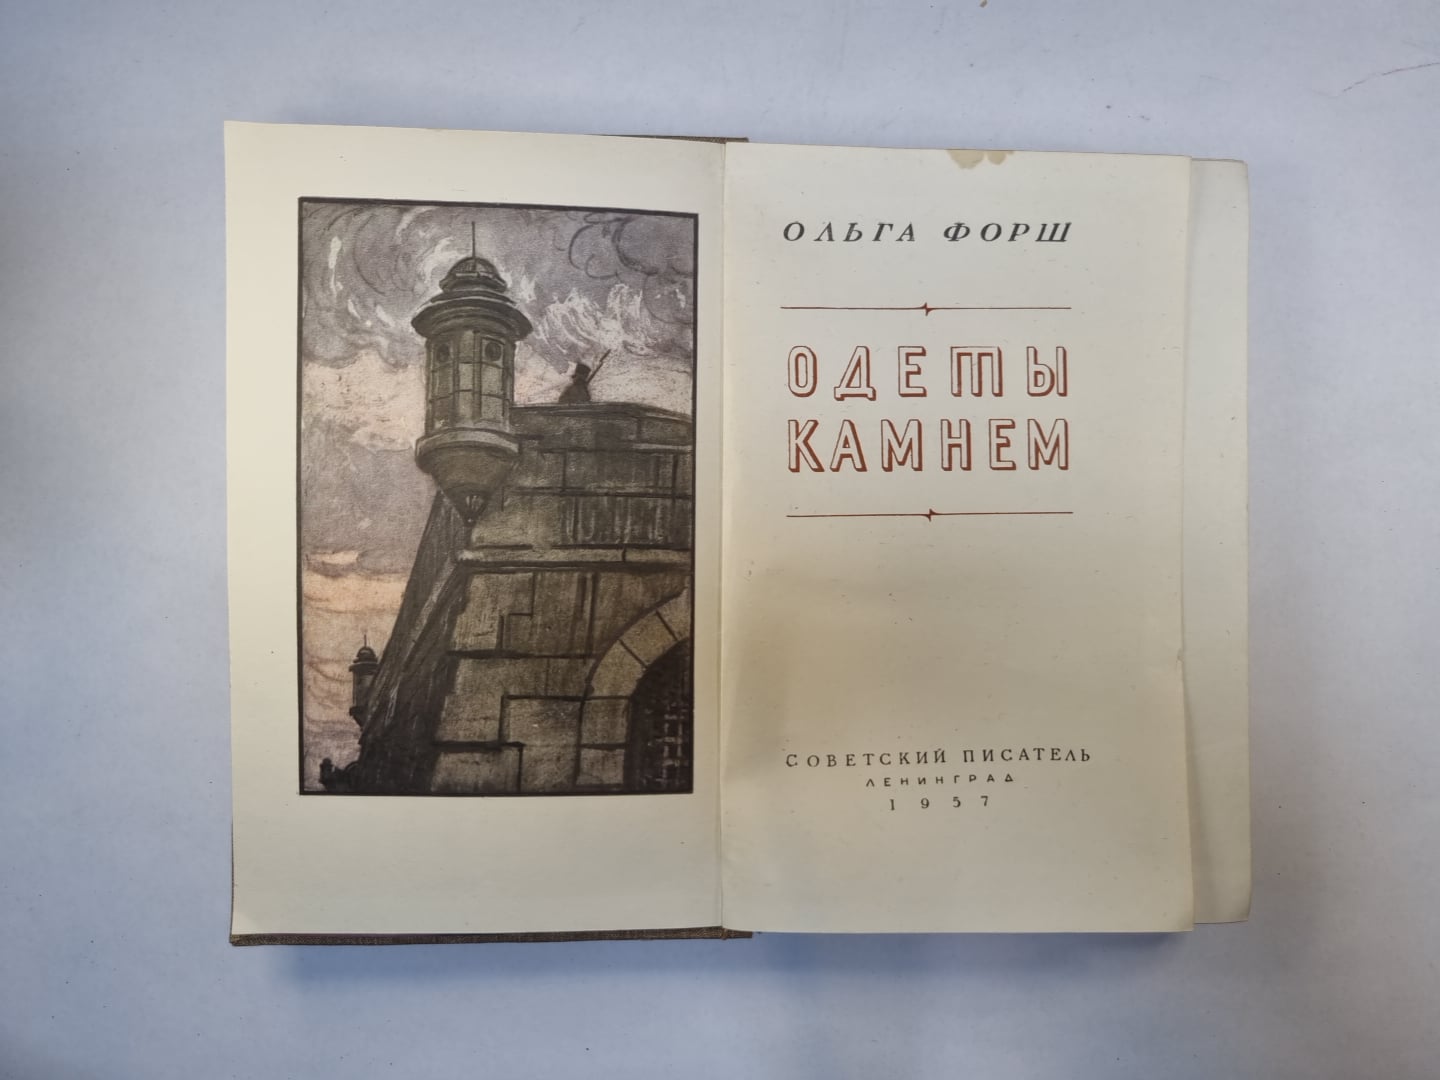 ОЛЬГА ФОРШ
ОДЕТЫ
КАМНЕМ
СОВЕТСКИЙ ПИСАТЕЛЬ
ЛЕНИНГРАД
1957